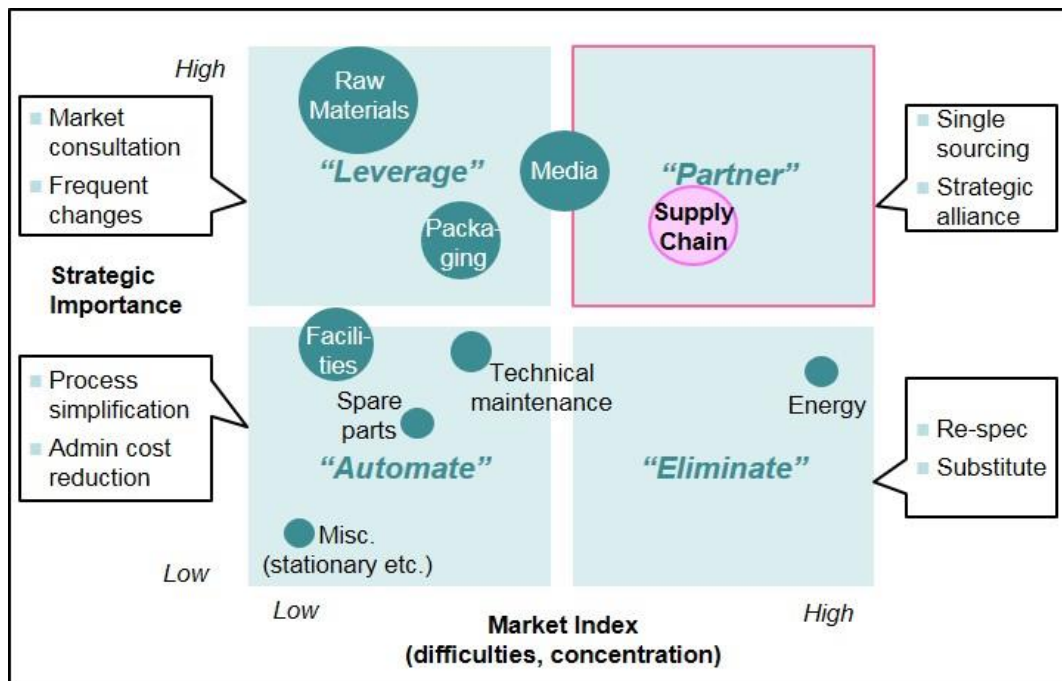 High
Market
consultation
Frequent
changes
Raw
Materials
"Leverage"
Packa-
ging
Media
"Partner"
Supply
Chain
Single
sourcing
Strategic
alliance
Strategic
Importance
Process
simplification
Admin cost
reduction
Facili-
ties
Spare
parts
Technical
maintenance
"Automate"
Misc.
(stationary etc.)
Energy
"Eliminate"
Re-spec
Substitute
Low
Low
High
Market Index
(difficulties, concentration)